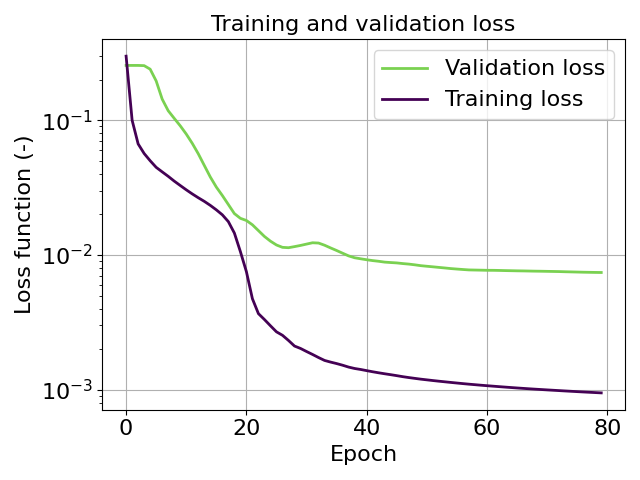 Training and validation loss
Validation loss
Training loss
10⁻¹
10⁻²
10⁻³
Loss function (-)
0 20 40 60 80
Epoch